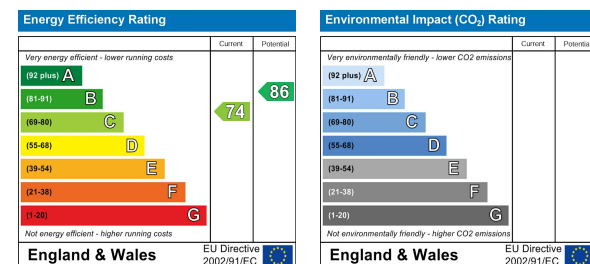 Energy Efficiency Rating
Current Potential
Very energy efficient - lower running costs
(92 plus) A
(81-91) B
(69-80) C
(55-68) D
(39-54) E
(21-38) F
(1-20) G
74
86
Not energy efficient - higher running costs
England & Wales
EU Directive
2002/91/EC
Environmental Impact (CO2) Rating
Current Potentia
Very environmentally friendly - lower CO2 emissions
(92 plus) A
(81-91) B
(69-80) C
(55-68) D
(39-54) E
(21-38) F
(1-20) G
Not environmentally friendly - higher CO2 emissions
England & Wales
EU Directive
2002/91/EC